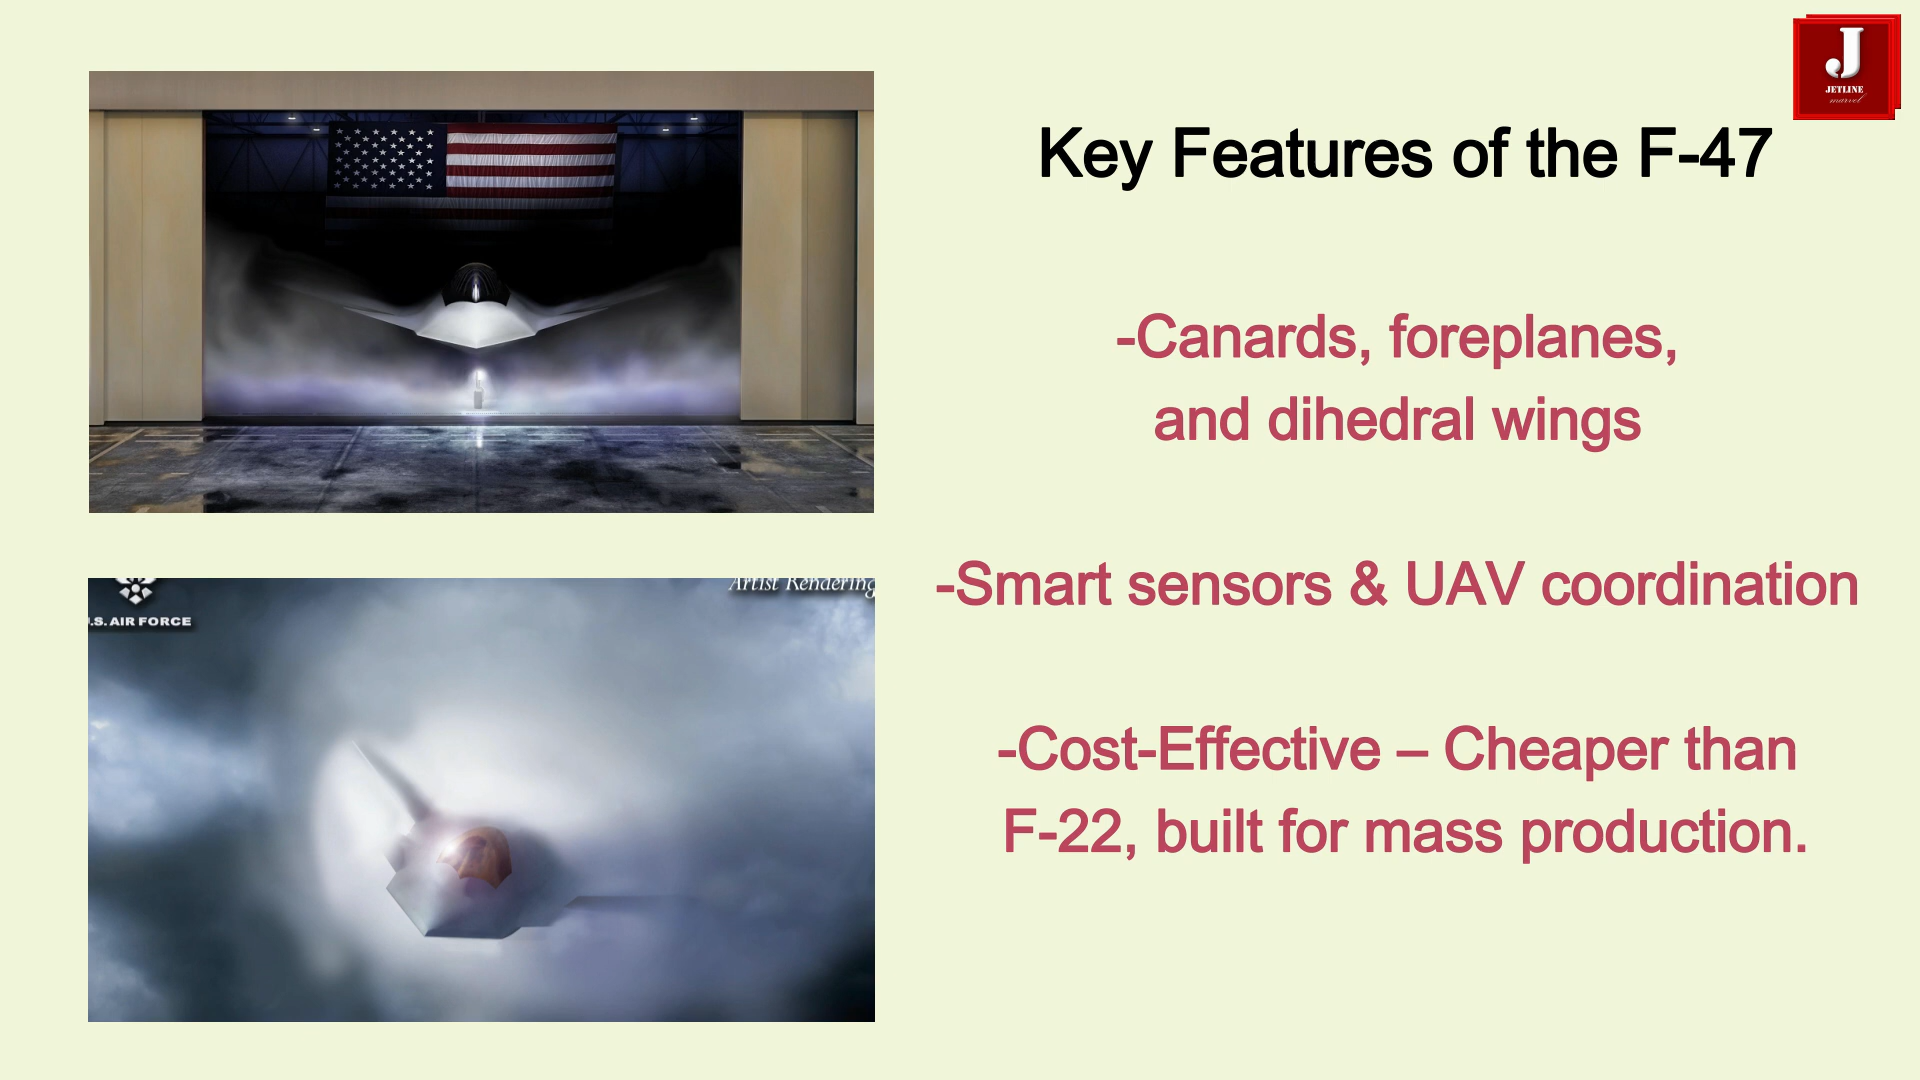 J
JETLINE
marvel
Key Features of the F-47
-Canards, foreplanes,
and dihedral wings
-Smart sensors & UAV coordination
-Cost-Effective – Cheaper than
F-22, built for mass production.
Artist Rendering
U.S. AIR FORCE